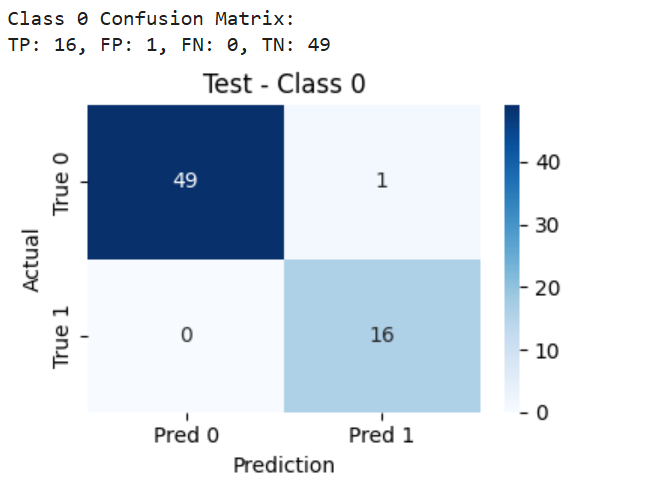 Class 0 Confusion Matrix:
TP: 16, FP: 1, FN: 0, TN: 49
Test - Class 0
True 0
49
1
40
30
Actual
20
True 1
0
16
10
0
Pred 0
Pred 1
Prediction